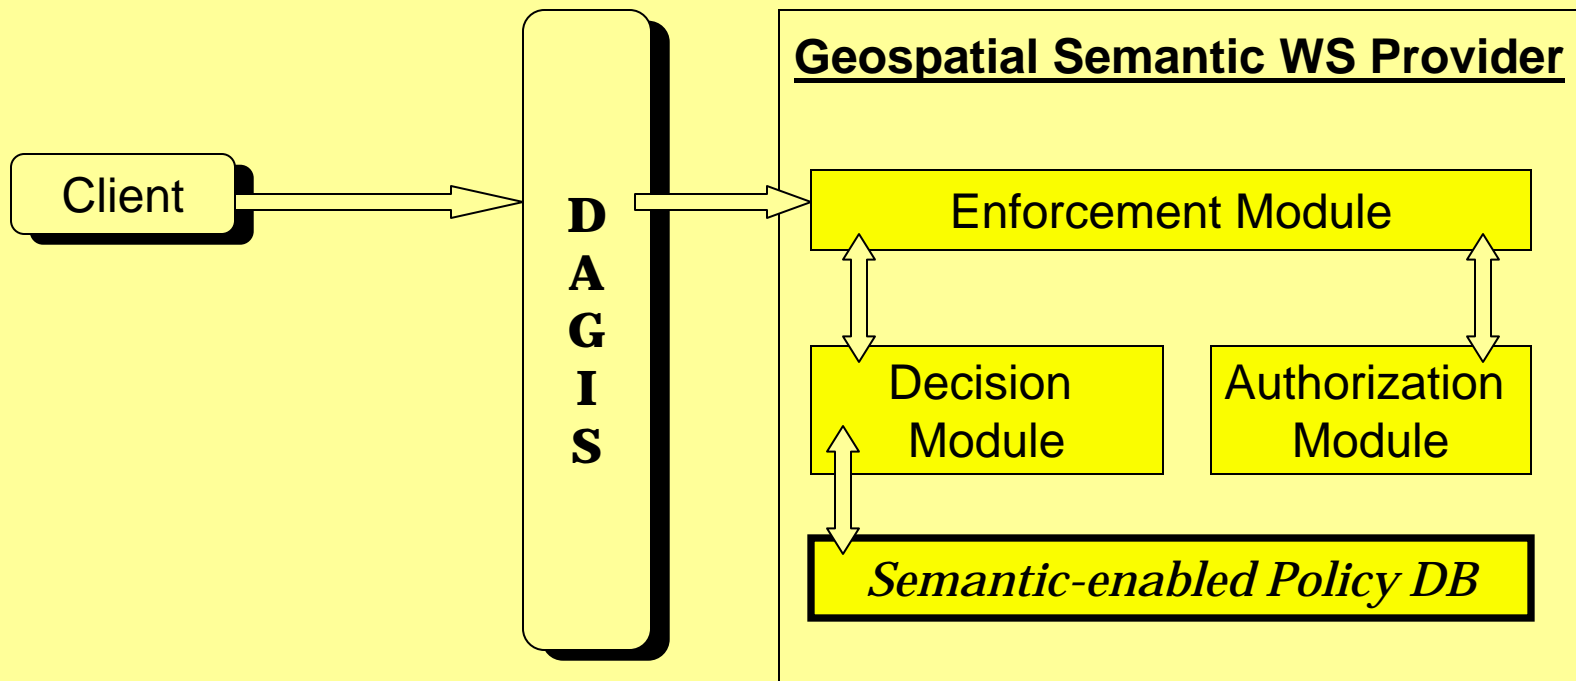 Geospatial Semantic WS Provider
Client
D
A
G
I
S
Enforcement Module
Decision
Module
Authorization
Module
Semantic-enabled Policy DB